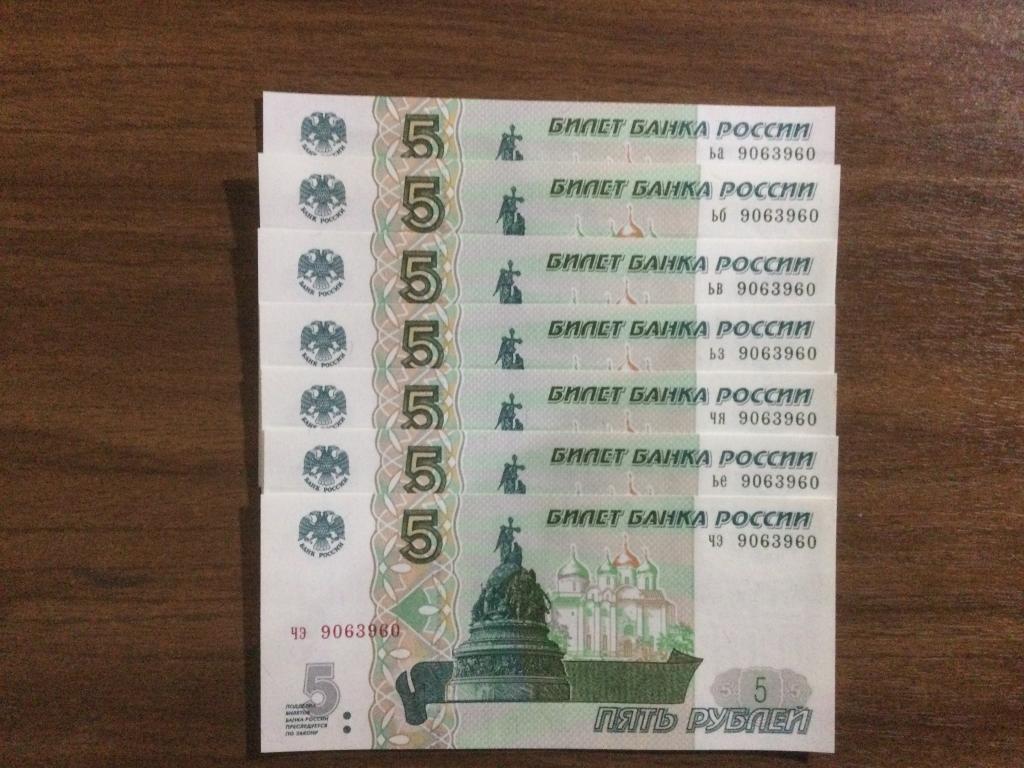 БАНК РОССИИ
5
БИЛЕТ БАНКА РОССИИ
ьа 9063960
БАНК РОССИИ
5
БИЛЕТ БАНКА РОССИИ
ьб 9063960
БАНК РОССИИ
5
БИЛЕТ БАНКА РОССИИ
ьв 9063960
БАНК РОССИИ
5
БИЛЕТ БАНКА РОССИИ
ьз 9063960
БАНК РОССИИ
5
БИЛЕТ БАНКА РОССИИ
чя 9063960
БАНК РОССИИ
5
БИЛЕТ БАНКА РОССИИ
ье 9063960
БАНК РОССИИ
5
БИЛЕТ БАНКА РОССИИ
чэ 9063960
чэ 9063960
5
5 5 5
ПОДДЕЛКА
БИЛЕТОВ
БАНКА РОССИИ
ПРЕСЛЕДУЕТСЯ
ПО ЗАКОНУ
ПЯТЬ РУБЛЕЙ